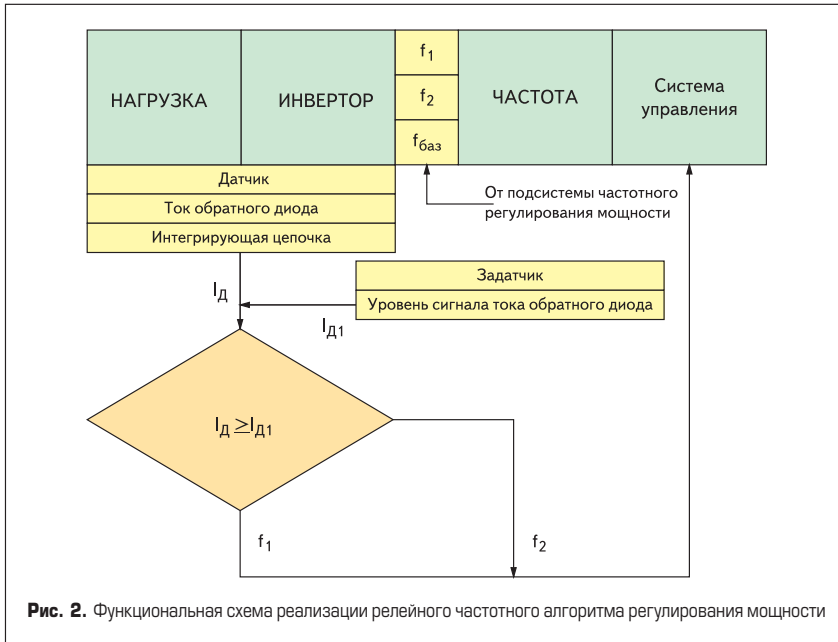 НАГРУЗКА
ИНВЕРТОР
f1
f2
fбаз
ЧАСТОТА
Система
управления
Датчик
Ток обратного диода
Интегрирующая цепочка
От подсистемы частотного
регулирования мощности
Задатчик
Уровень сигнала тока обратного диода
IД
IД1
IД ≥IД1
f1
f2
Рис. 2. Функциональная схема реализации релейного частотного алгоритма регулирования мощности